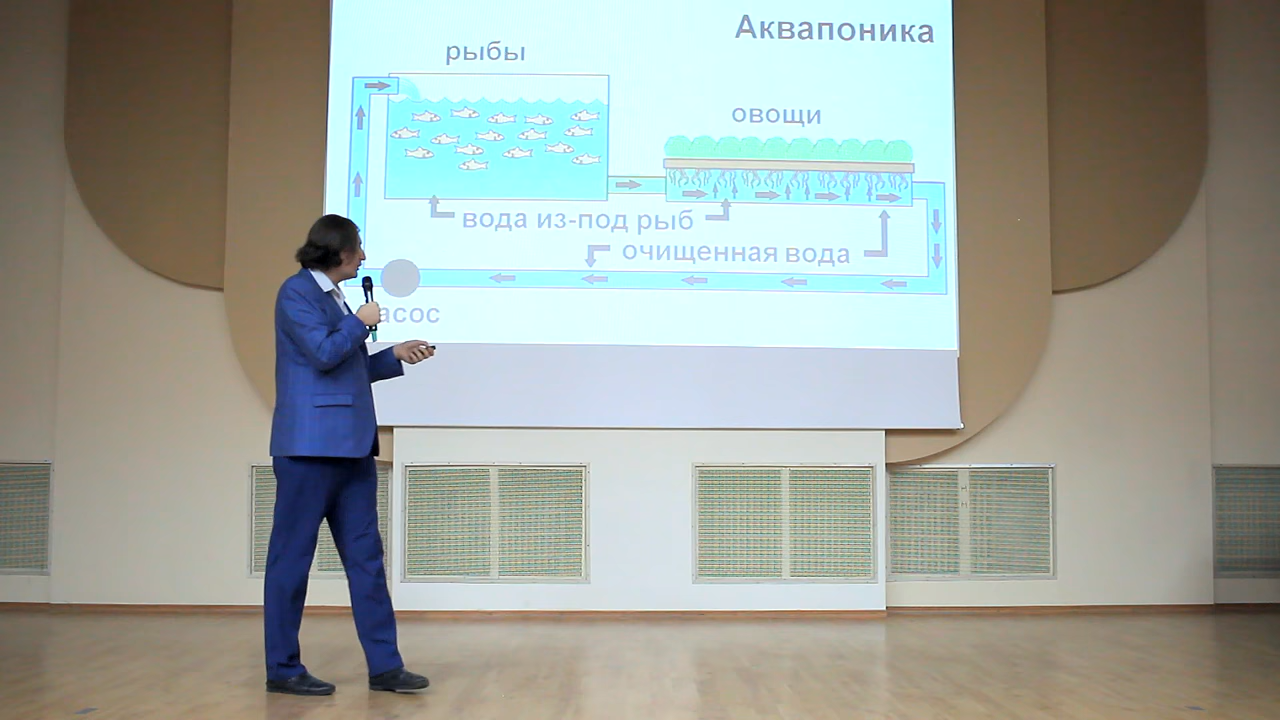 Аквапоника
рыбы
овощи
вода из-под рыб
очищенная вода
асос